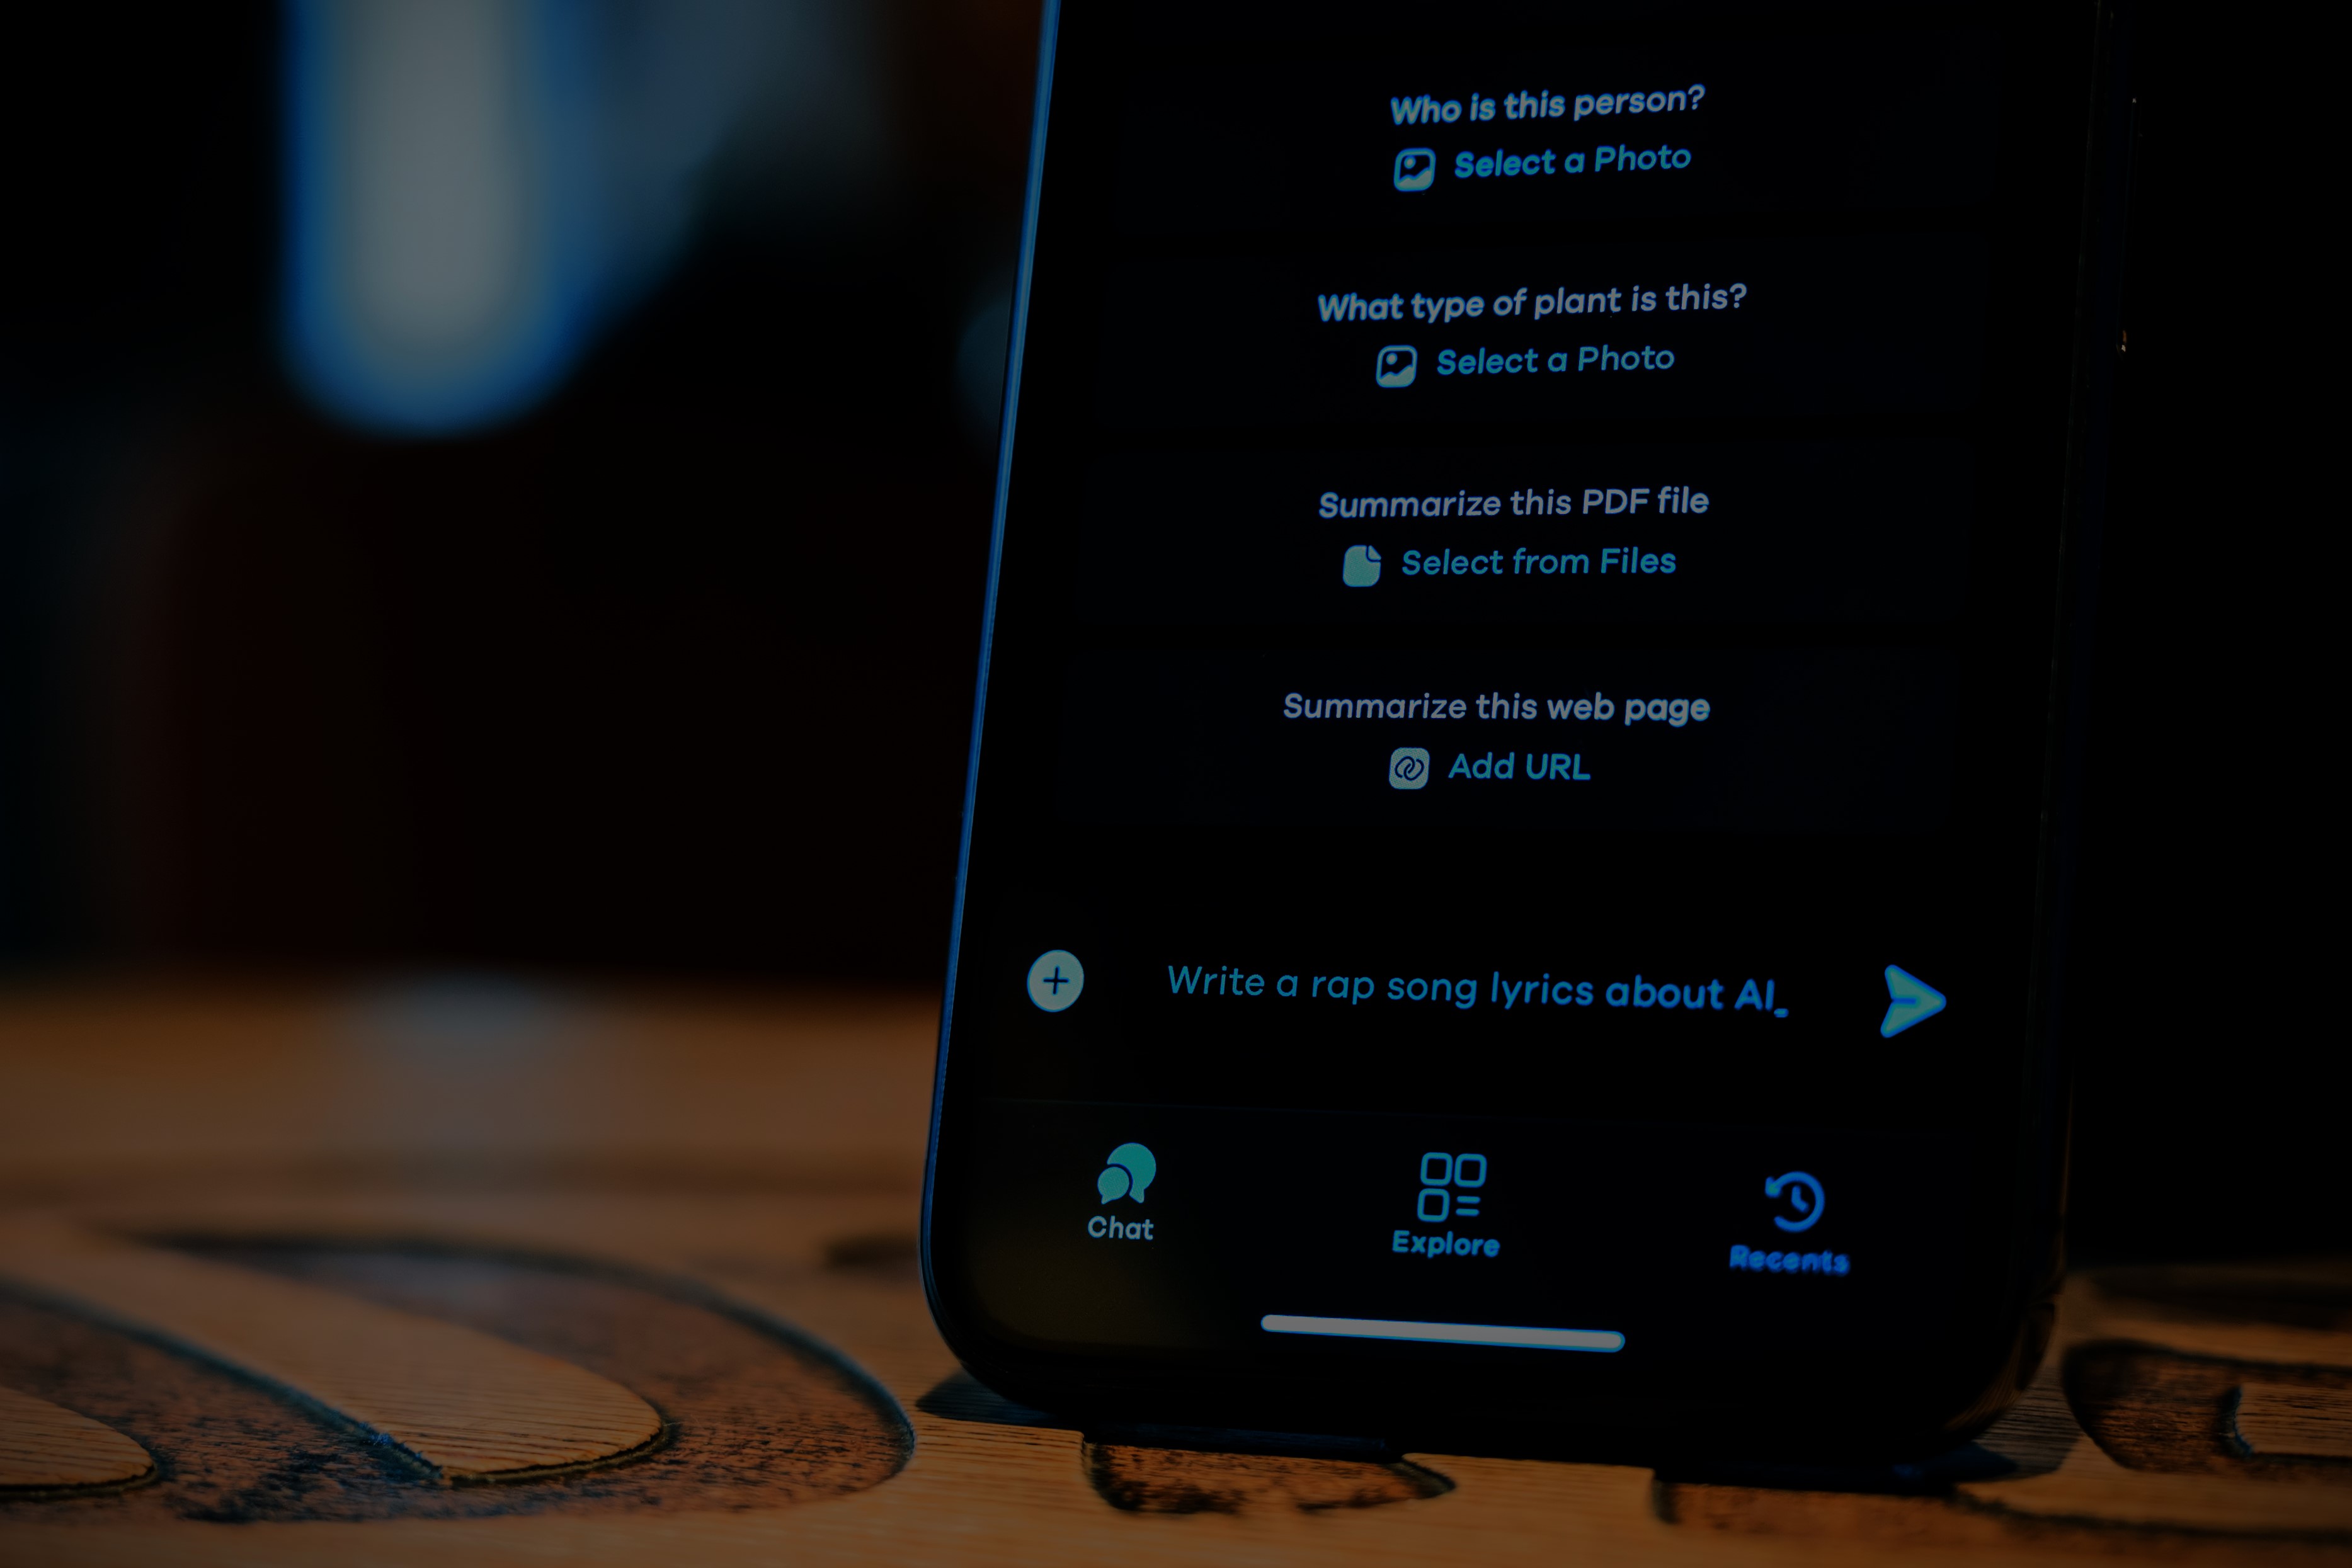 Who is this person?
Select a Photo
What type of plant is this?
Select a Photo
Summarize this PDF file
Select from Files
Summarize this web page
Add URL
Write a rap song lyrics about AI_
Chat
Explore
Recents